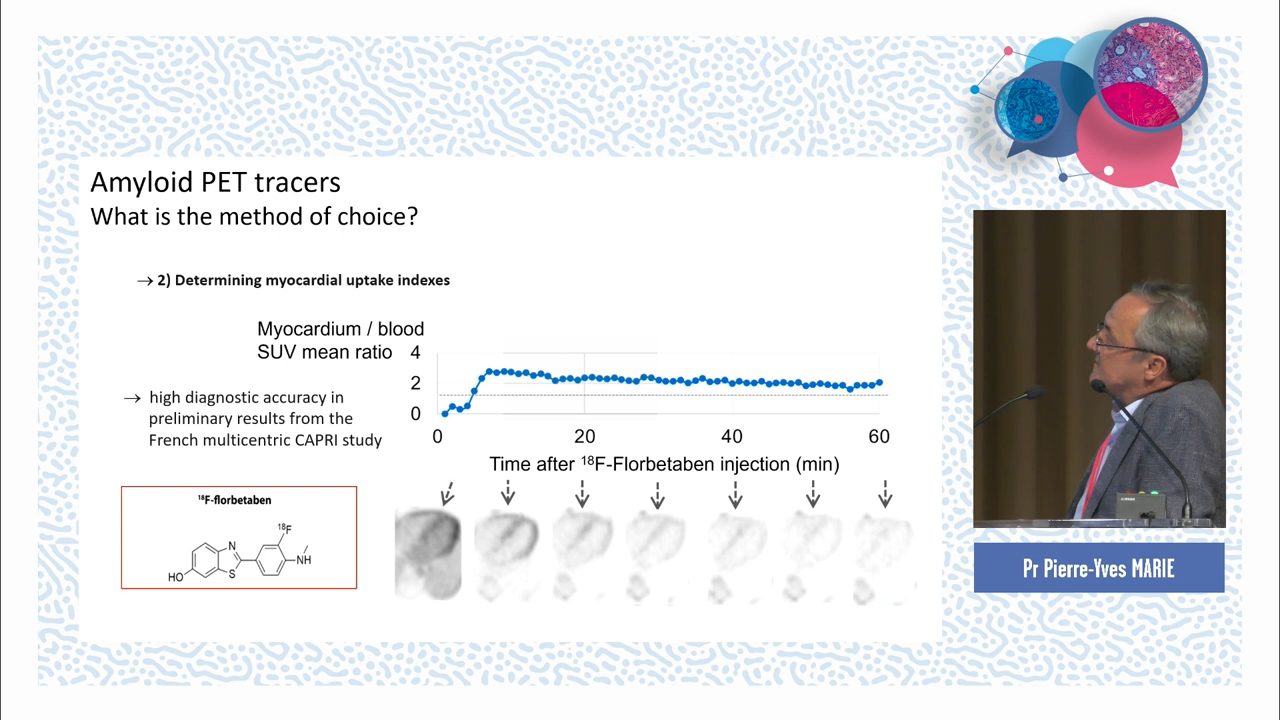 Amyloid PET tracers
What is the method of choice?
→ 2) Determining myocardial uptake indexes
Myocardium / blood
SUV mean ratio
4
2
0
0 20 40 60
Time after ¹⁸F-Florbetaben injection (min)
→ high diagnostic accuracy in
preliminary results from the
French multicentric CAPRI study
¹⁸F-florbetaben
¹⁸F
N
NH
S
HO
Pr Pierre-Yves MARIE